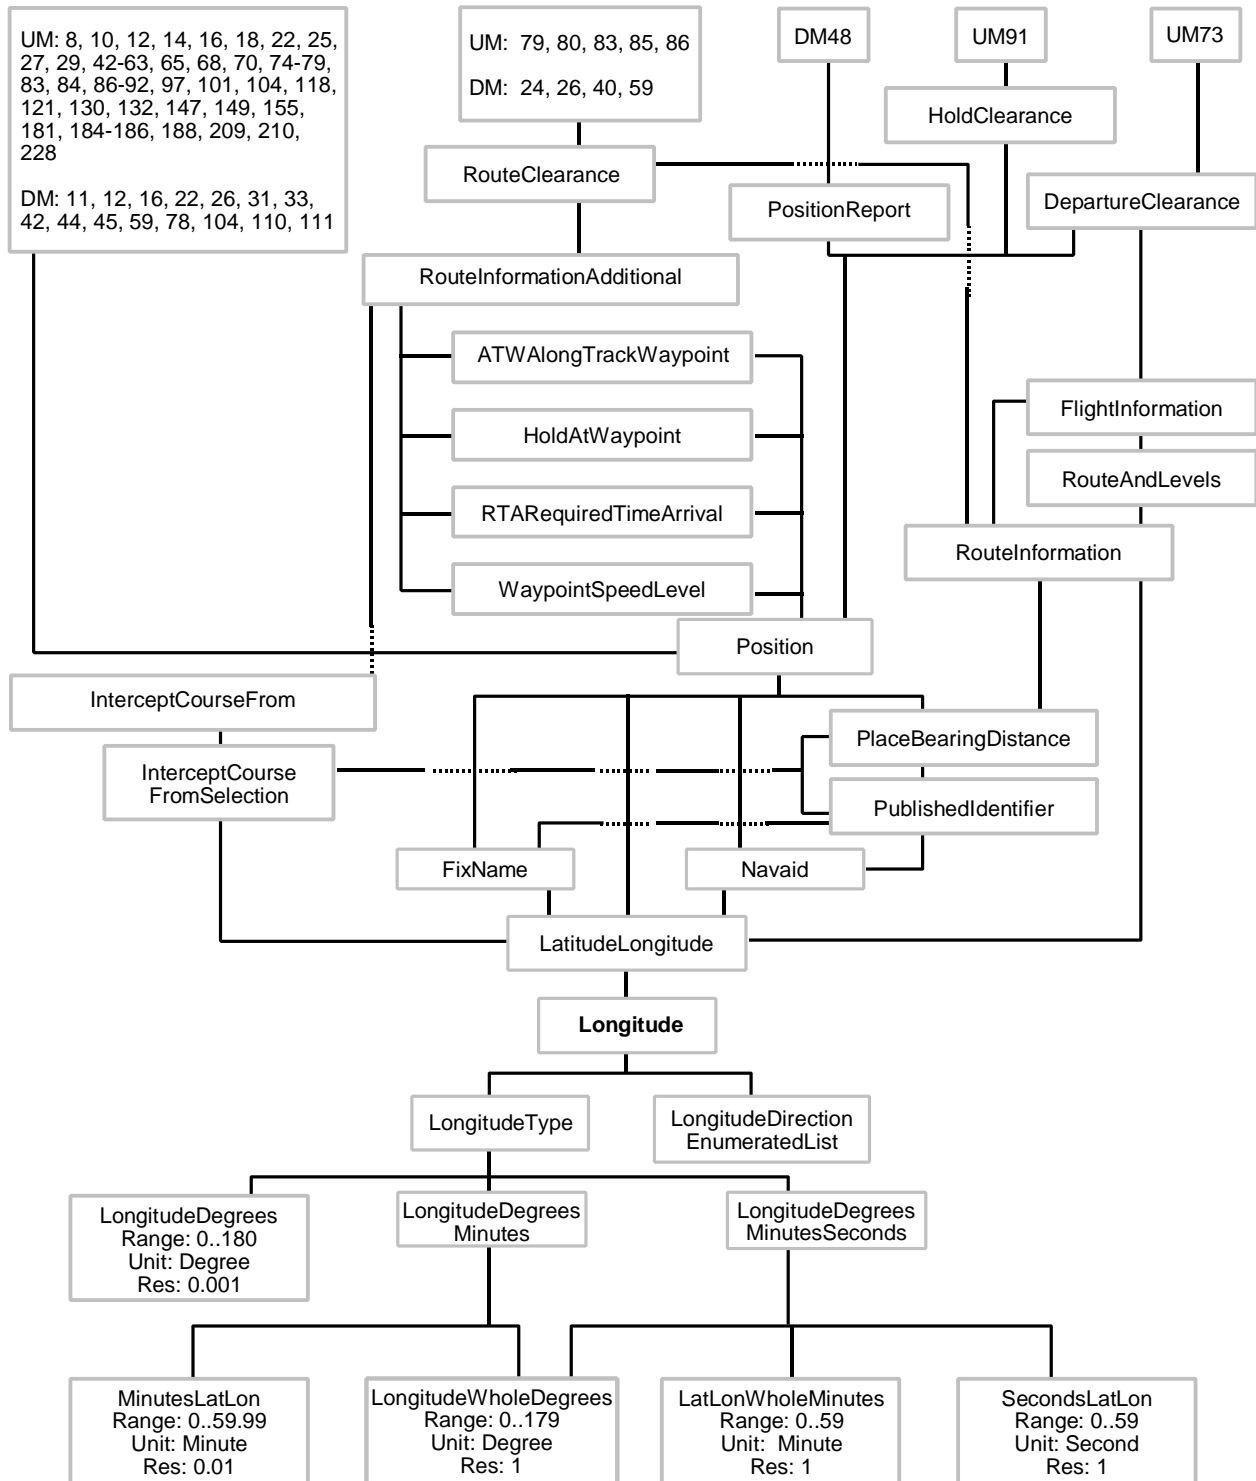 UM: 8, 10, 12, 14, 16, 18, 22, 25,
27, 29, 42-63, 65, 68, 70, 74-79,
83, 84, 86-92, 97, 101, 104, 118,
121, 130, 132, 147, 149, 155,
181, 184-186, 188, 209, 210,
228
DM: 11, 12, 16, 22, 26, 31, 33,
42, 44, 45, 59, 78, 104, 110, 111
UM:  79, 80, 83, 85, 86
DM:  24, 26, 40, 59
DM48
UM91
UM73
HoldClearance
RouteClearance
PositionReport
DepartureClearance
RouteInformationAdditional
ATWAlongTrackWaypoint
HoldAtWaypoint
RTARequiredTimeArrival
WaypointSpeedLevel
FlightInformation
RouteAndLevels
RouteInformation
Position
InterceptCourseFrom
InterceptCourse
FromSelection
PlaceBearingDistance
PublishedIdentifier
FixName
Navaid
LatitudeLongitude
Longitude
LongitudeType
LongitudeDirection
EnumeratedList
LongitudeDegrees
Range: 0..180
Unit: Degree
Res: 0.001
LongitudeDegrees
Minutes
LongitudeDegrees
MinutesSeconds
MinutesLatLon
Range: 0..59.99
Unit: Minute
Res: 0.01
LongitudeWholeDegrees
Range: 0..179
Unit: Degree
Res: 1
LatLonWholeMinutes
Range: 0..59
Unit:  Minute
Res: 1
SecondsLatLon
Range: 0..59
Unit: Second
Res: 1